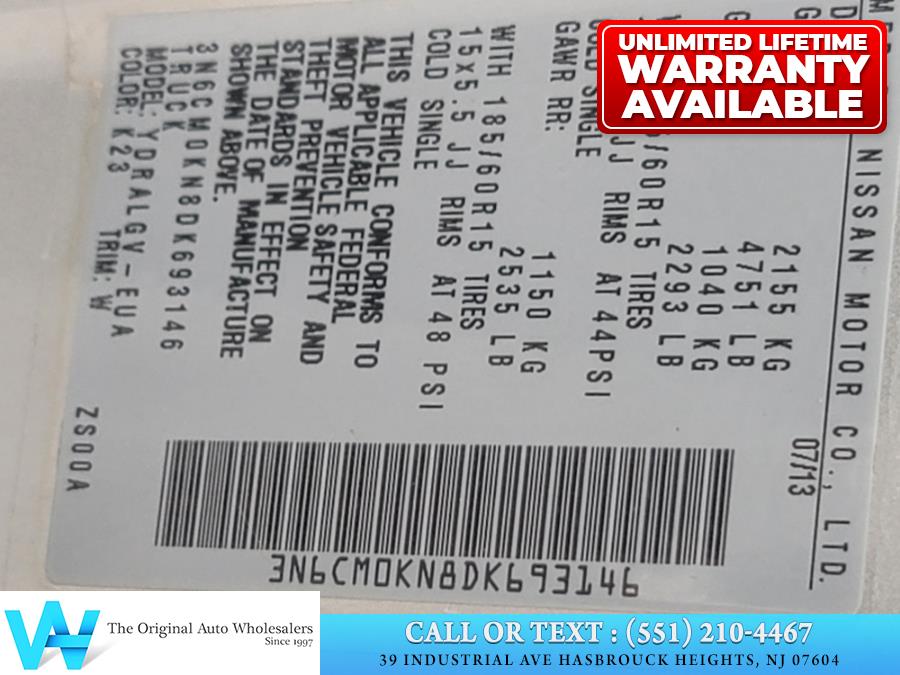 UNLIMITED LIFETIME
WARRANTY
AVAILABLE
NISSAN MOTOR CO., LTD.
07/13
2155 KG
4751 LB
1040 KG
2293 LB
/60R15 TIRES
JJ RIMS AT 44PSI
SINGLE
GAWR RR:
1150 KG
2535 LB
WITH 185/60R15 TIRES
15x5.5 JJ RIMS AT 48 PSI
COLD SINGLE
THIS VEHICLE CONFORMS TO
ALL APPLICABLE FEDERAL
MOTOR VEHICLE SAFETY AND
THEFT PREVENTION
STANDARDS IN EFFECT ON
THE DATE OF MANUFACTURE
SHOWN ABOVE.
3N6CM0KN8DK693146
TRUCK
MODEL: YDRALGV-EUA
COLOR: K23 TRIM: W
ZS00A
3N6CM0KN8DK693146
The Original Auto Wholesalers
Since 1997
CALL OR TEXT : (551) 210-4467
39 INDUSTRIAL AVE HASBROUCK HEIGHTS, NJ 07604